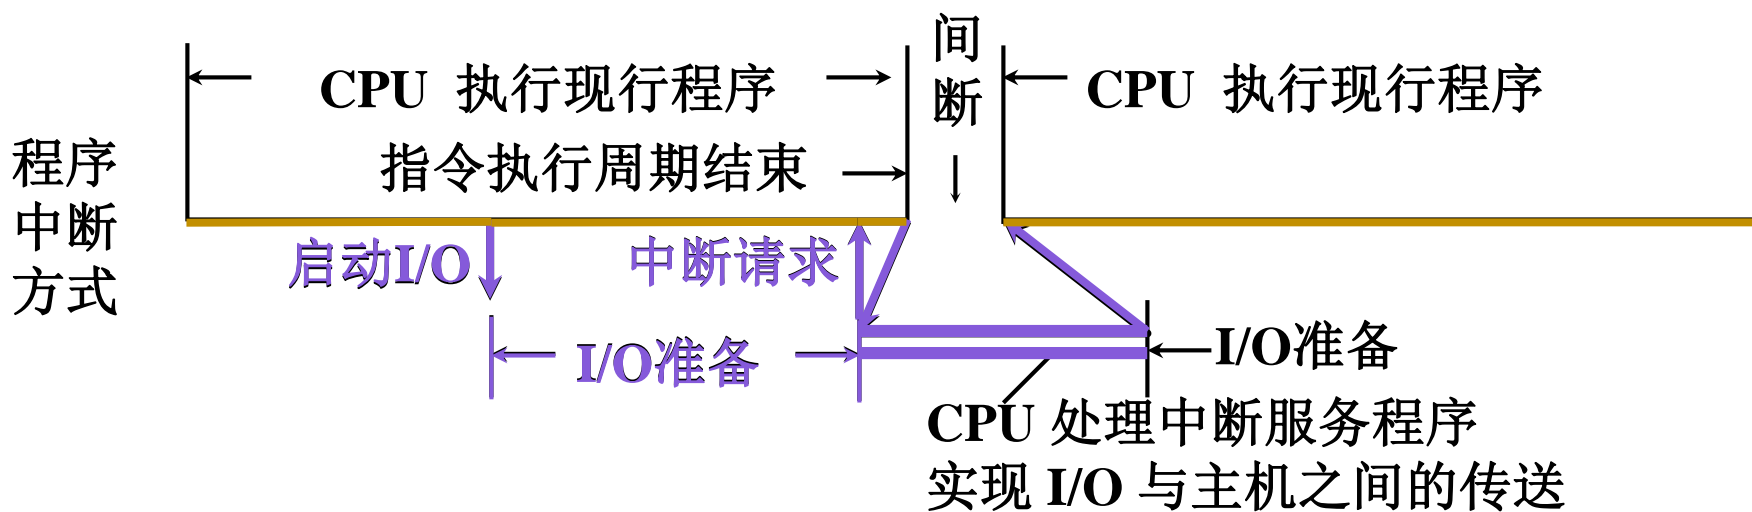 间
断
CPU 执行现行程序
CPU 执行现行程序
指令执行周期结束
程序
中断
方式
启动I/O
中断请求
I/O准备
I/O准备
CPU 处理中断服务程序
实现 I/O 与主机之间的传送